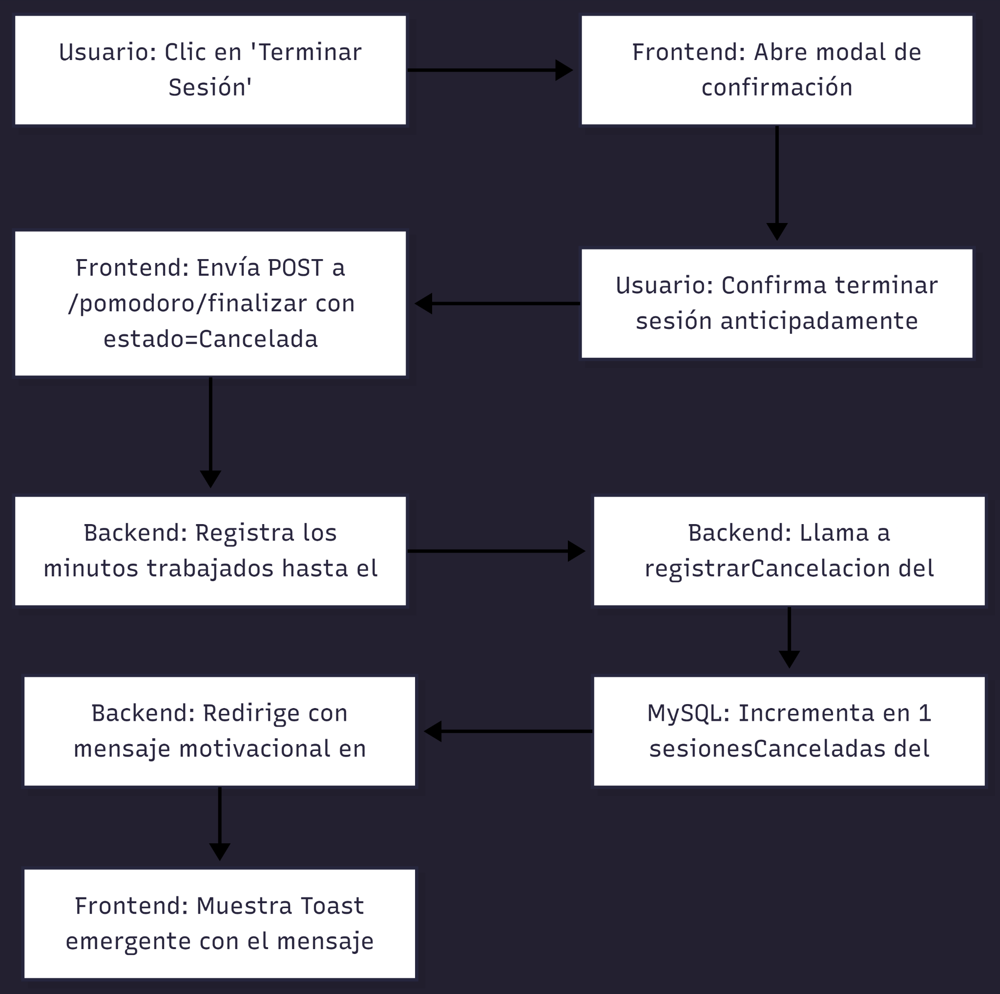 Usuario: Clic en 'Terminar
Sesión'
Frontend: Abre modal de
confirmación
Usuario: Confirma terminar
sesión anticipadamente
Frontend: Envía POST a
/pomodoro/finalizar con
estado=Cancelada
Backend: Registra los
minutos trabajados hasta el
Backend: Llama a
registrarCancelacion del
MySQL: Incrementa en 1
sesionesCanceladas del
Backend: Redirige con
mensaje motivacional en
Frontend: Muestra Toast
emergente con el mensaje